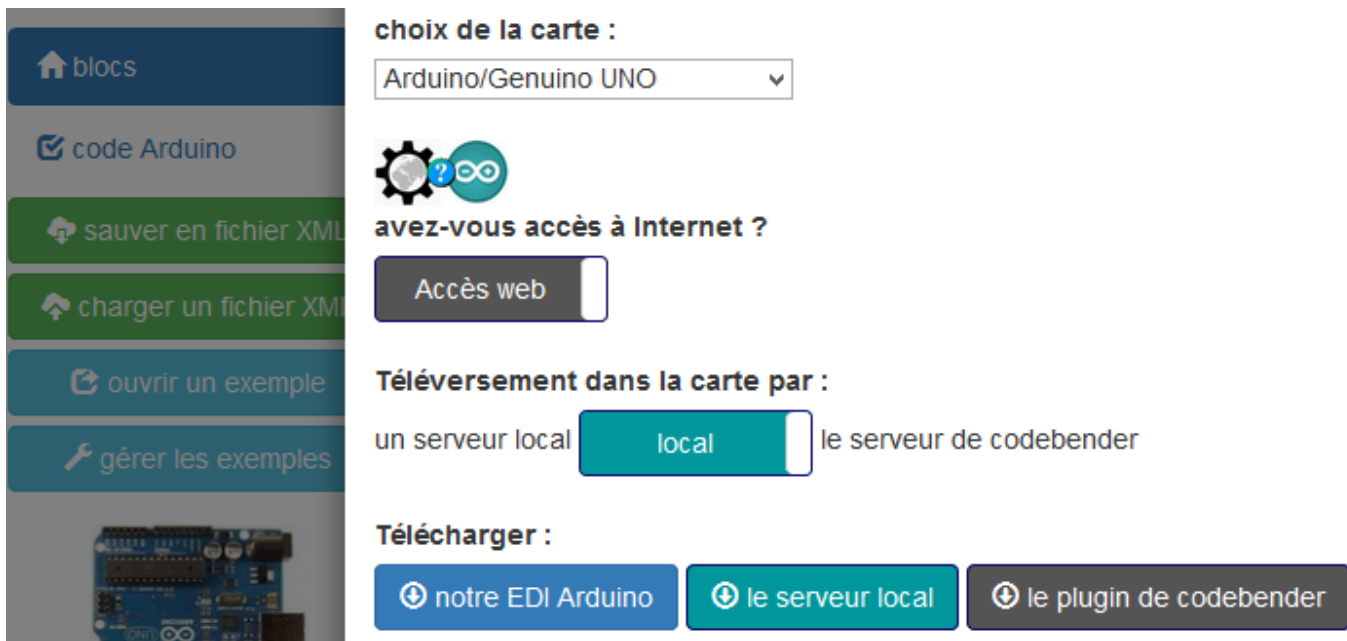 blocs
code Arduino
sauver en fichier XML
charger un fichier XML
ouvrir un exemple
gérer les exemples
UNO
choix de la carte :
Arduino/Genuino UNO
?
avez-vous accès à Internet ?
Accès web
Téléversement dans la carte par :
un serveur local local le serveur de codebender
Télécharger :
notre EDI Arduino le serveur local le plugin de codebender